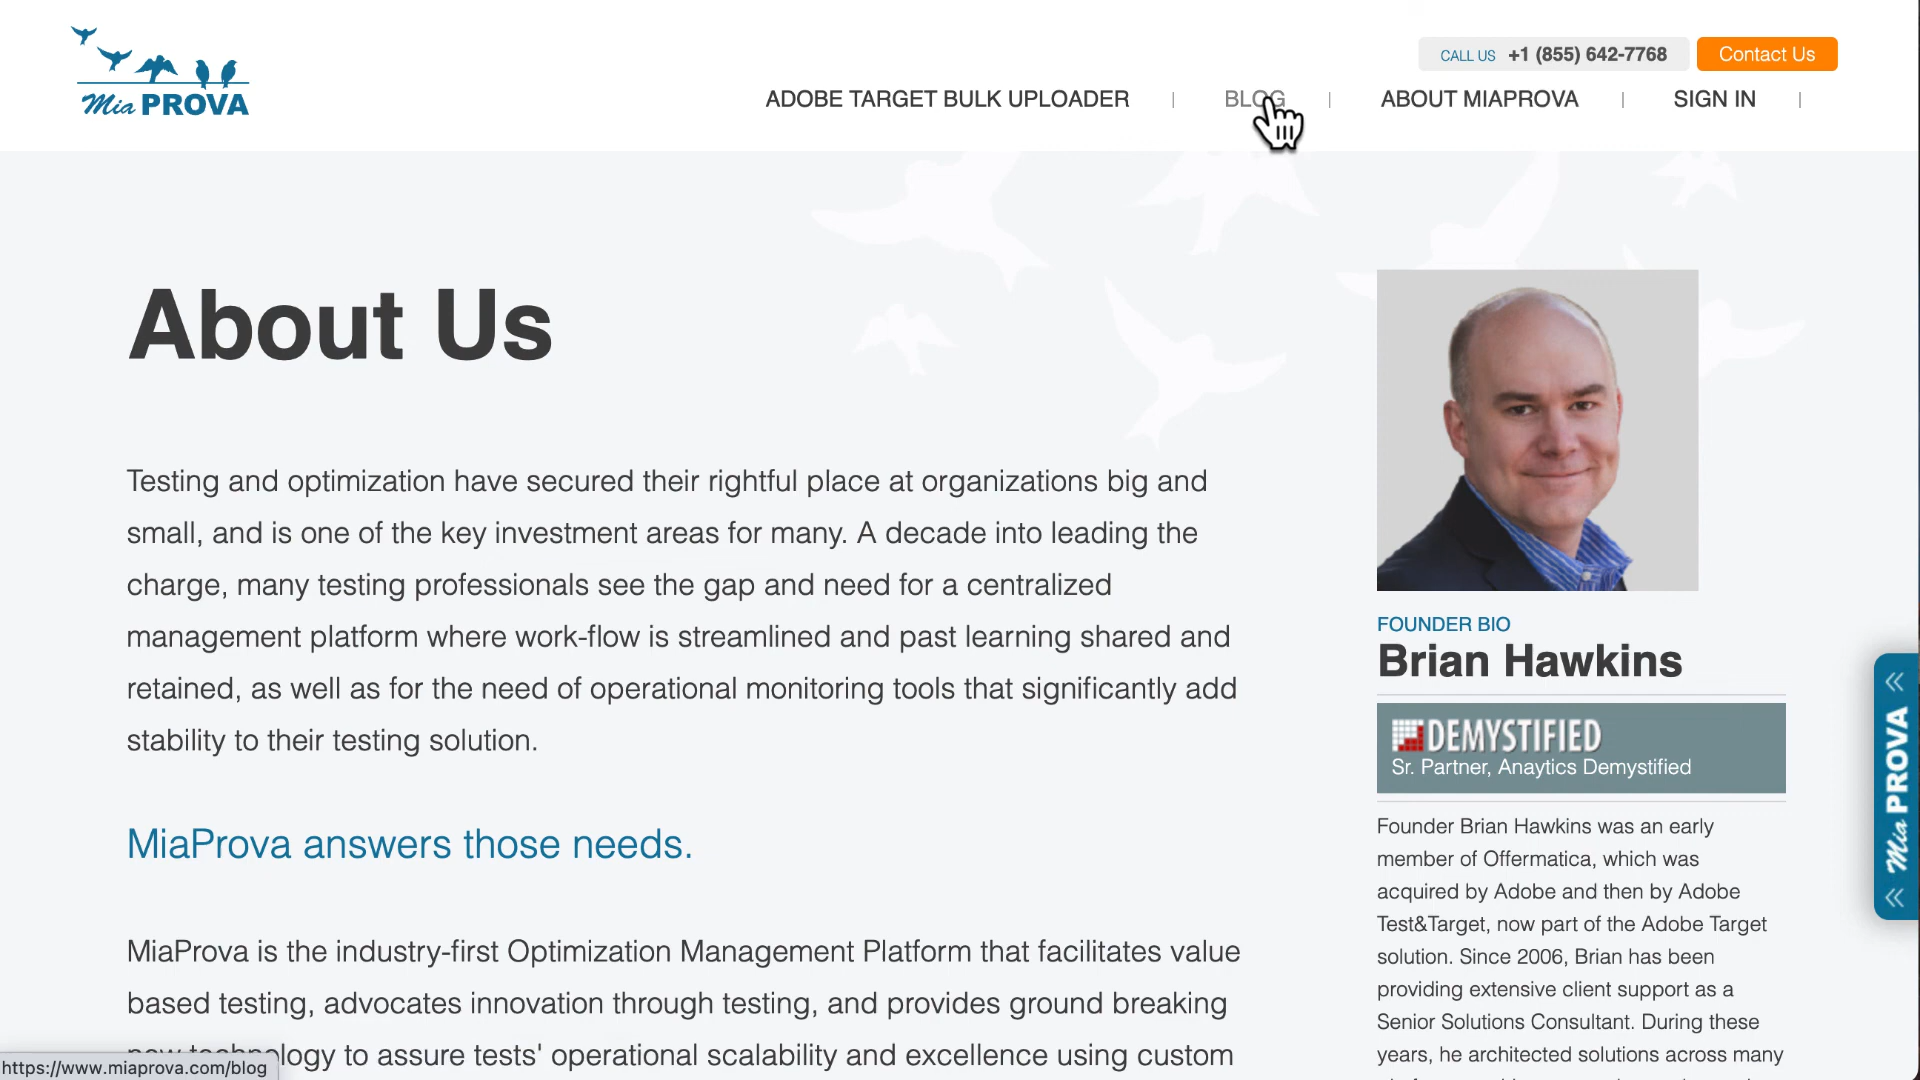 Mia PROVA
CALL US +1 (855) 642-7768
Contact Us
ADOBE TARGET BULK UPLOADER | BLOG | ABOUT MIAPROVA | SIGN IN |
About Us
Testing and optimization have secured their rightful place at organizations big and
small, and is one of the key investment areas for many. A decade into leading the
charge, many testing professionals see the gap and need for a centralized
management platform where work-flow is streamlined and past learning shared and
retained, as well as for the need of operational monitoring tools that significantly add
stability to their testing solution.
MiaProva answers those needs.
MiaProva is the industry-first Optimization Management Platform that facilitates value
based testing, advocates innovation through testing, and provides ground breaking
new technology to assure tests' operational scalability and excellence using custom
https://www.miaprova.com/blog
FOUNDER BIO
Brian Hawkins
DEMYSTIFIED
Sr. Partner, Anaytics Demystified
Founder Brian Hawkins was an early
member of Offermatica, which was
acquired by Adobe and then by Adobe
Test&Target, now part of the Adobe Target
solution. Since 2006, Brian has been
providing extensive client support as a
Senior Solutions Consultant. During these
years, he architected solutions across many
Mia PROVA